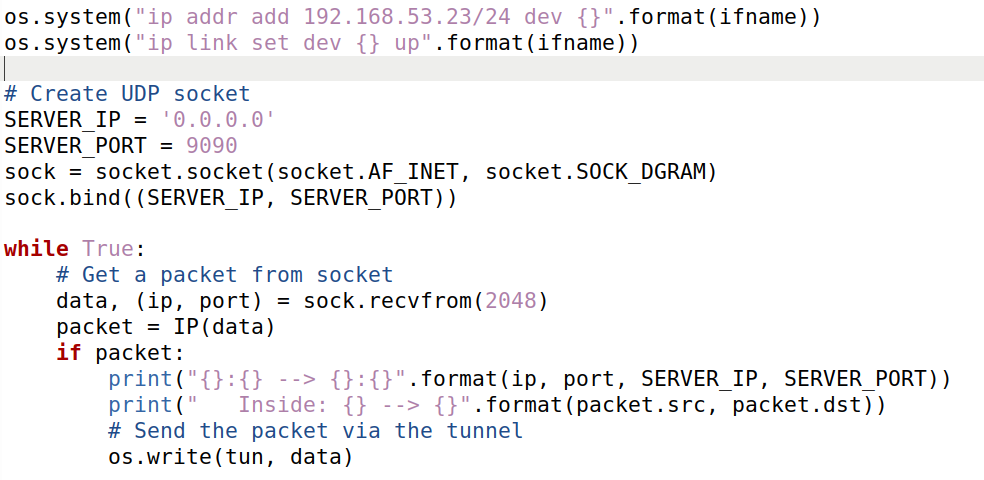 os.system("ip addr add 192.168.53.23/24 dev {}".format(ifname))
os.system("ip link set dev {} up".format(ifname))
# Create UDP socket
SERVER_IP = '0.0.0.0'
SERVER_PORT = 9090
sock = socket.socket(socket.AF_INET, socket.SOCK_DGRAM)
sock.bind((SERVER_IP, SERVER_PORT))
while True:
    # Get a packet from socket
    data, (ip, port) = sock.recvfrom(2048)
    packet = IP(data)
    if packet:
        print("{}:{} --> {}:{}".format(ip, port, SERVER_IP, SERVER_PORT))
        print("   Inside: {} --> {}".format(packet.src, packet.dst))
        # Send the packet via the tunnel
        os.write(tun, data)